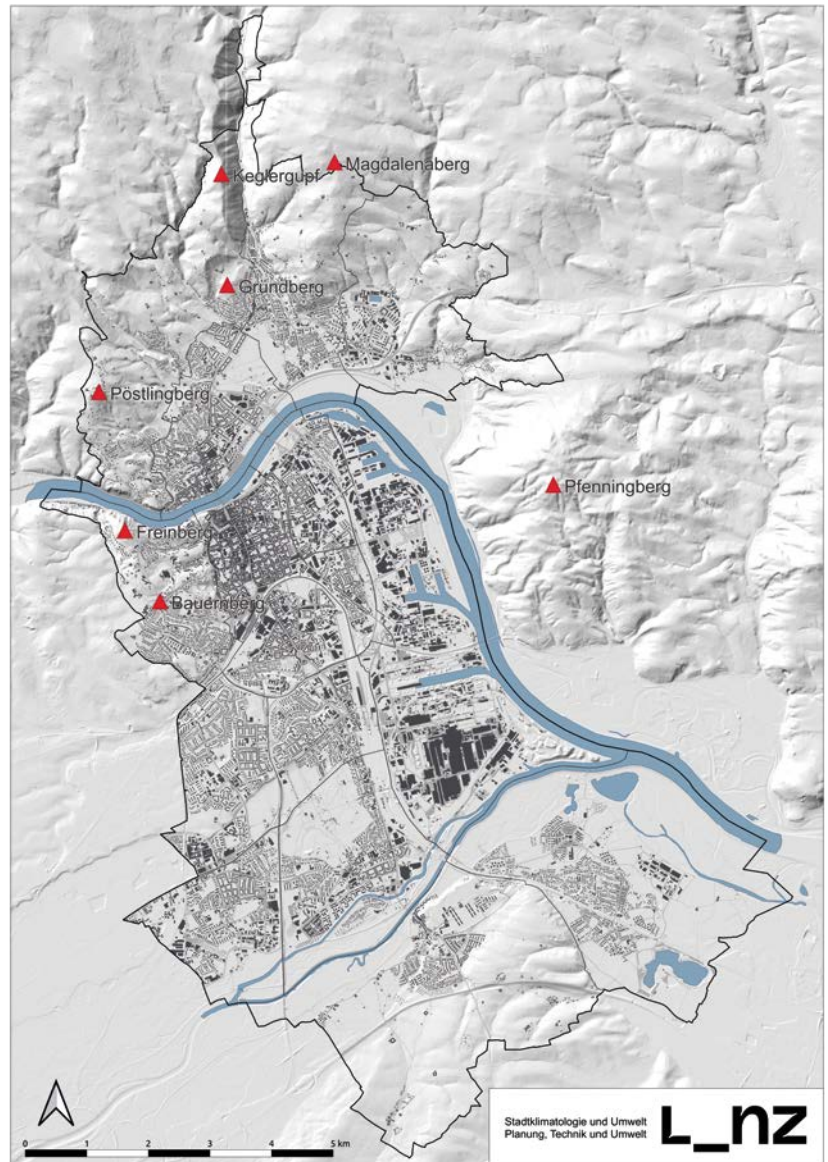 Magdalenaberg
Keglergupf
Gründberg
Pöstlingberg
Pfenningberg
Freinberg
Bauernberg
0 1 2 3 4 5 km
Stadtklimatologie und Umwelt
Planung, Technik und Umwelt
L_nz